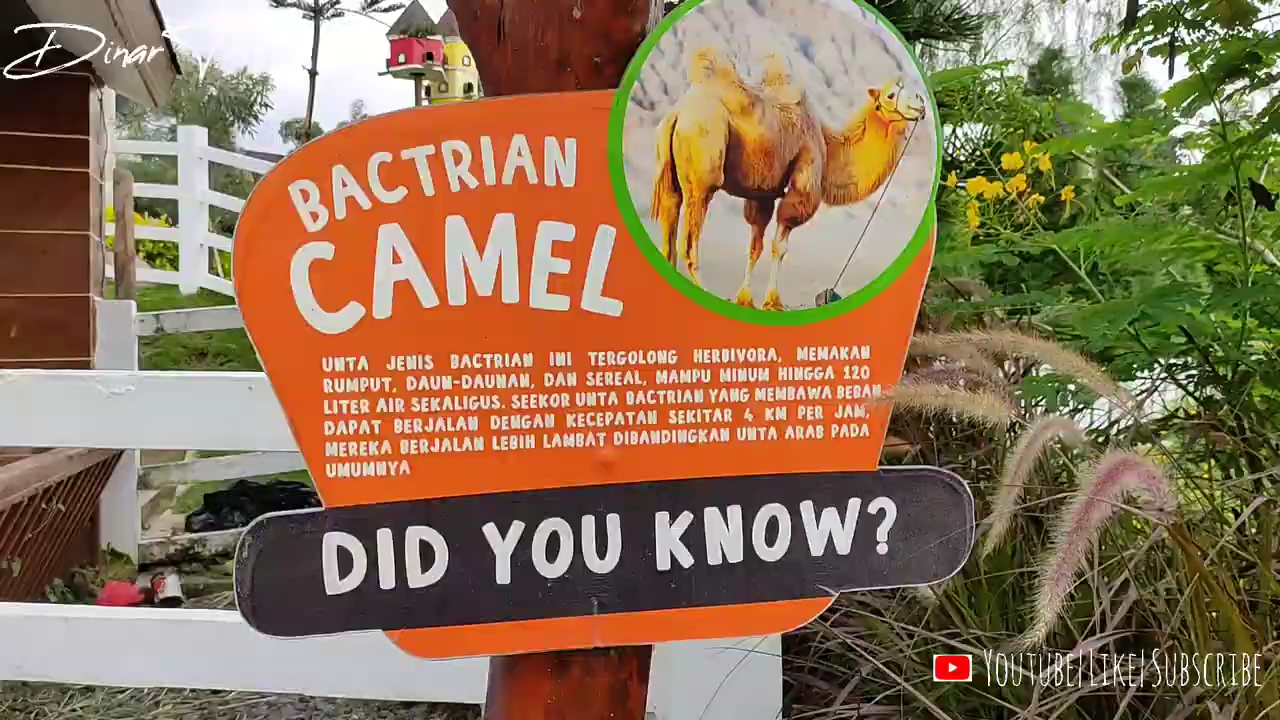 Dinar TV
BACTRIAN
CAMEL
UNTA JENIS BACTRIAN INI TERGOLONG HERBIVORA, MEMAKAN
RUMPUT, DAUN-DAUNAN, DAN SEREAL, MAMPU MINUM HINGGA 120
LITER AIR SEKALIGUS. SEEKOR UNTA BACTRIAN YANG MEMBAWA BEBAN
DAPAT BERJALAN DENGAN KECEPATAN SEKITAR 4 KM PER JAM,
MEREKA BERJALAN LEBIH LAMBAT DIBANDINGKAN UNTA ARAB PADA
UMUMNYA
DID YOU KNOW?
YOUTUBE|LIKE|SUBSCRIBE